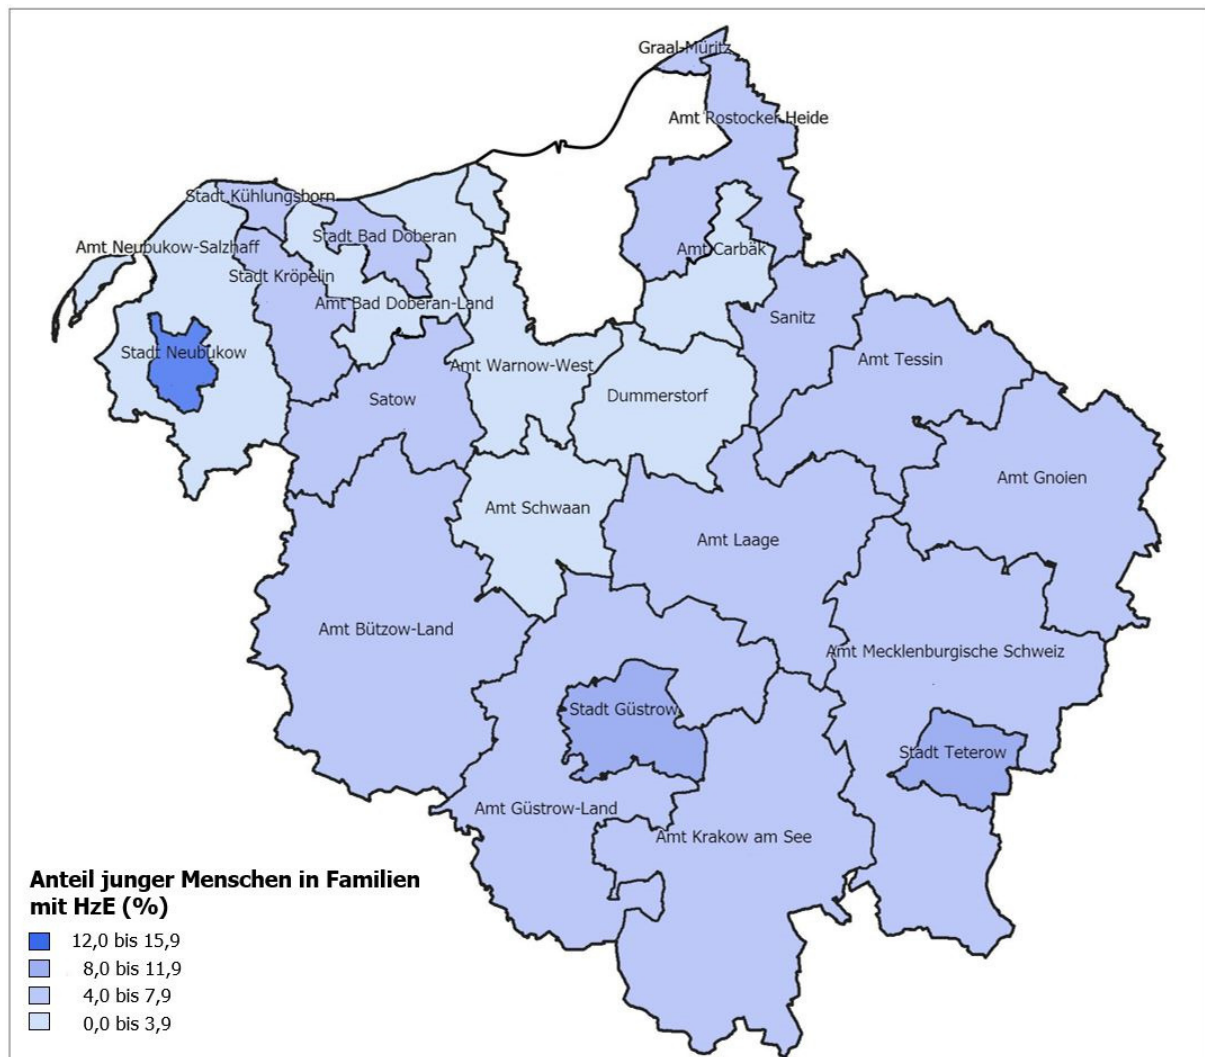 Graal-Müritz
Amt Rostocker-Heide
Stadt Kühlungsborn
Stadt Bad Doberan
Amt Neubukow-Salzhaff
Amt Carbäk
Stadt Kröpelin
Amt Bad Doberan-Land
Sanitz
Stadt Neubukow
Amt Tessin
Amt Warnow-West
Satow
Dummerstorf
Amt Gnoien
Amt Schwaan
Amt Laage
Amt Bützow-Land
Amt Mecklenburgische Schweiz
Stadt Güstrow
Stadt Teterow
Amt Güstrow-Land
Amt Krakow am See
Anteil junger Menschen in Familien
mit HzE (%)
12,0 bis 15,9
8,0 bis 11,9
4,0 bis 7,9
0,0 bis 3,9